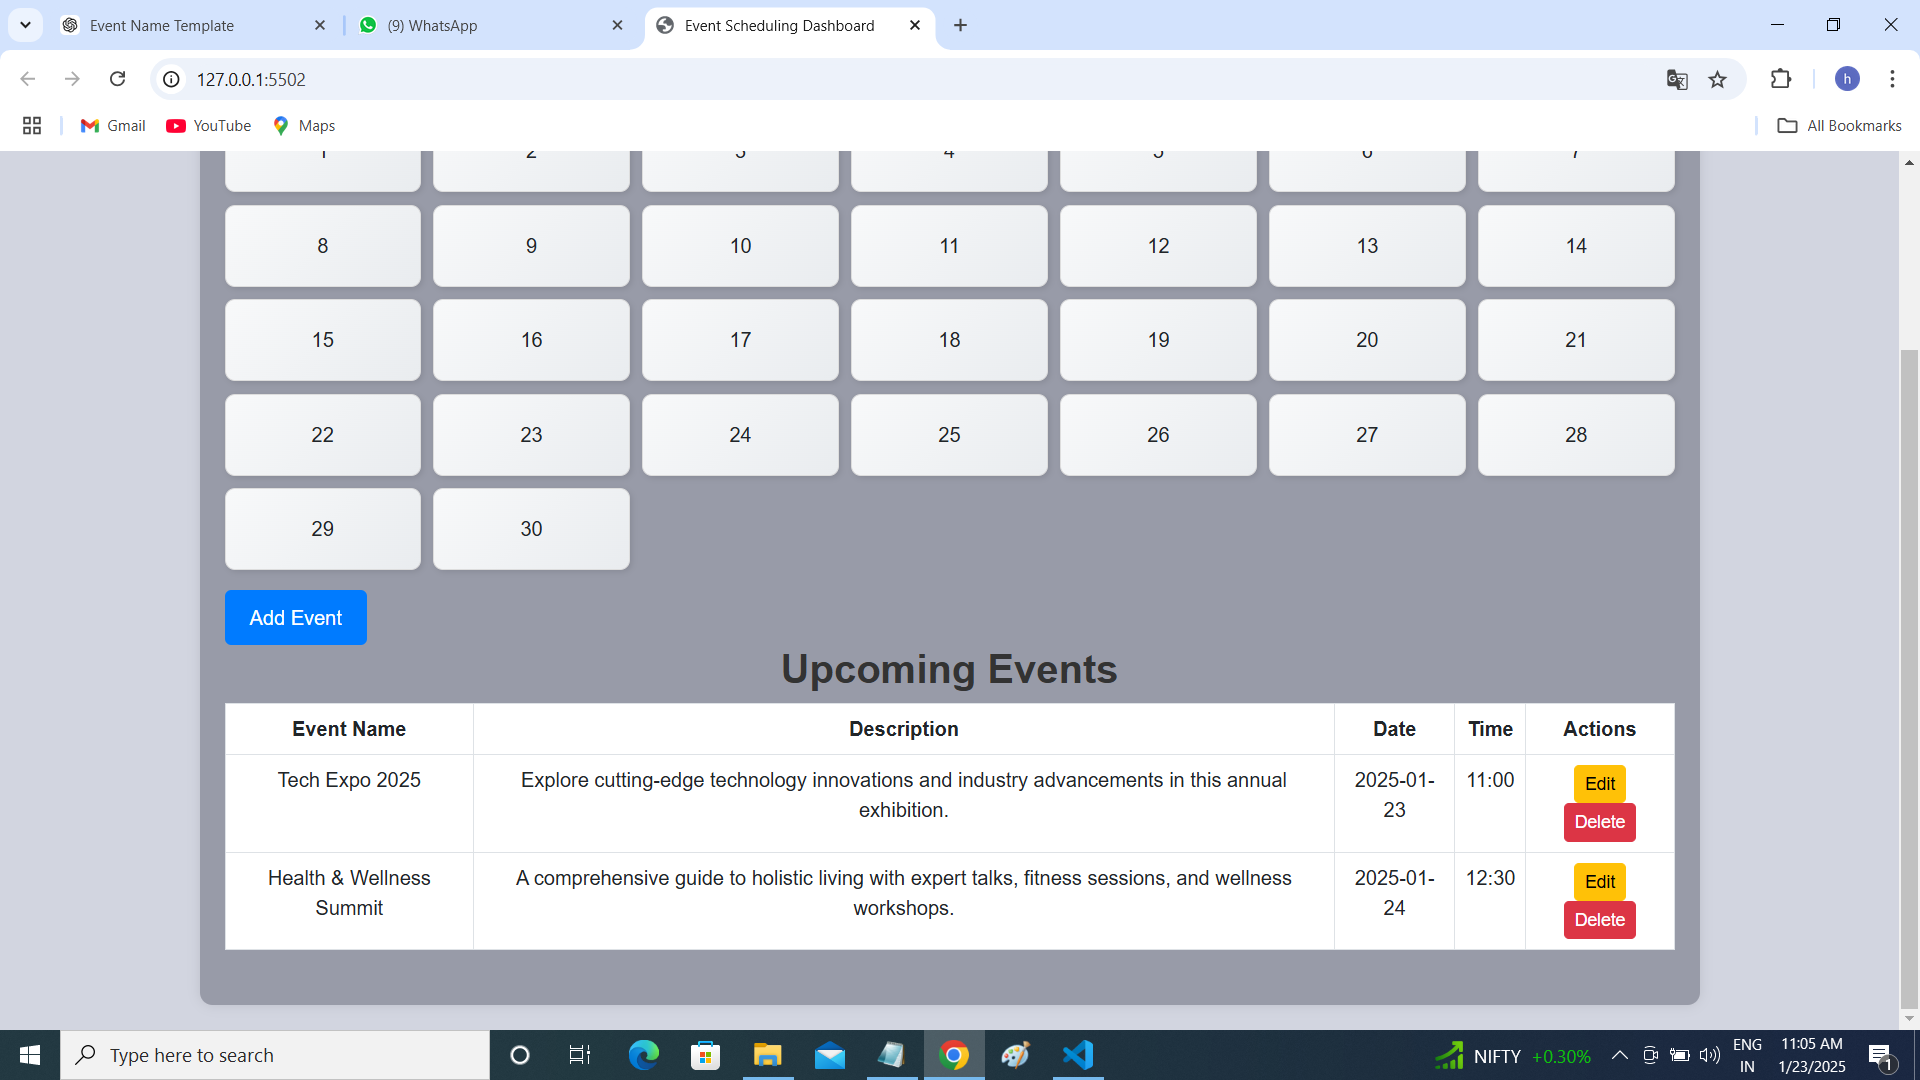 Event Name Template
(9) WhatsApp
Event Scheduling Dashboard
127.0.0.1:5502
h
Gmail
YouTube
Maps
All Bookmarks
1 2 3 4 5 6 7
8 9 10 11 12 13 14
15 16 17 18 19 20 21
22 23 24 25 26 27 28
29 30
Add Event
Upcoming Events
Event Name Description Date Time Actions
Tech Expo 2025
Explore cutting-edge technology innovations and industry advancements in this annual
exhibition.
2025-01-
23
11:00
Edit
Delete
Health & Wellness
Summit
A comprehensive guide to holistic living with expert talks, fitness sessions, and wellness
workshops.
2025-01-
24
12:30
Edit
Delete
Type here to search
NIFTY +0.30%
ENG
IN
11:05 AM
1/23/2025
1